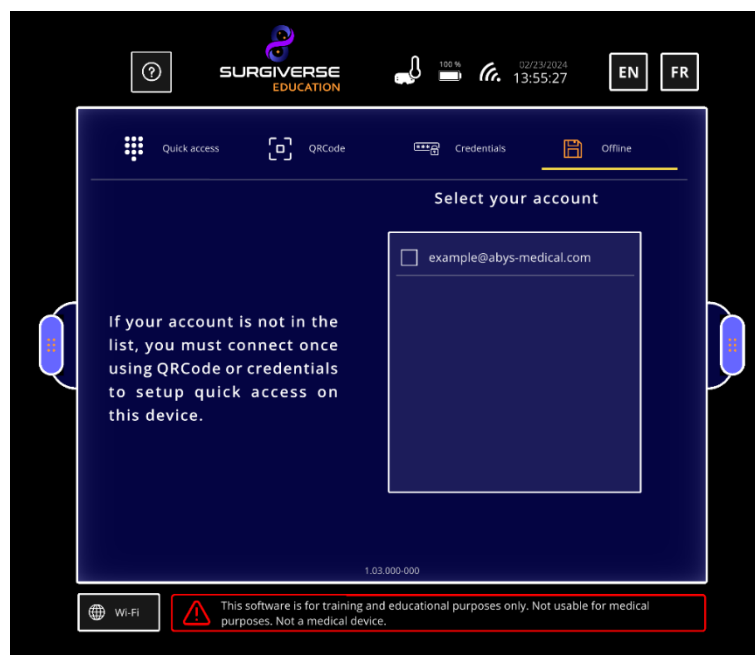 SURGIVERSE
EDUCATION
100 %
02/23/2024
13:55:27
EN
FR
Quick access
QRCode
Credentials
Offline
Select your account
example@abys-medical.com
If your account is not in the
list, you must connect once
using QRCode or credentials
to setup quick access on
this device.
1.03.000-000
Wi-Fi
This software is for training and educational purposes only. Not usable for medical
purposes. Not a medical device.